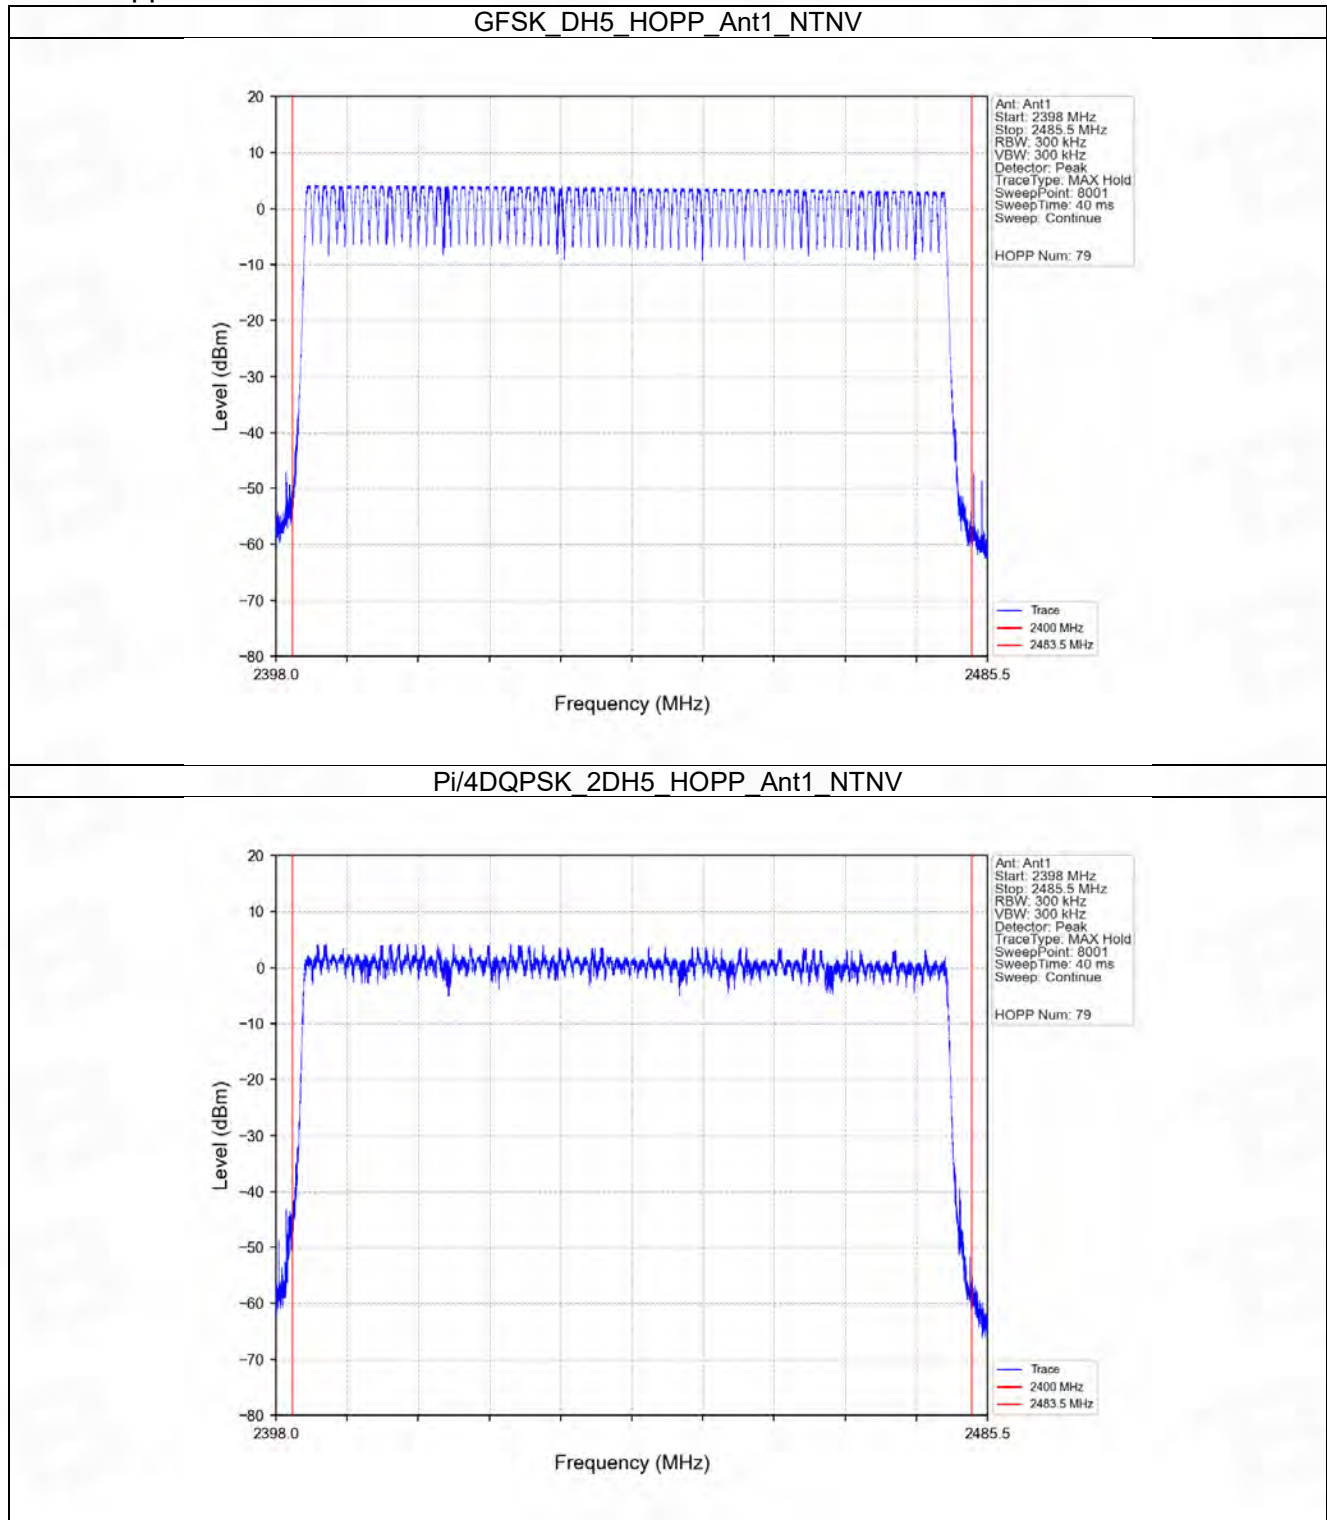 GFSK_DH5_HOPP_Ant1_NTNV
20
10
0
−10
−20
−30
−40
−50
−60
−70
−80
Level (dBm)
2398.0
2485.5
Frequency (MHz)
Ant: Ant1
Start: 2398 MHz
Stop: 2485.5 MHz
RBW: 300 kHz
VBW: 300 kHz
Detector: Peak
TraceType: MAX Hold
SweepPoint: 8001
SweepTime: 40 ms
Sweep: Continue
HOPP Num: 79
Trace
2400 MHz
2483.5 MHz
Pi/4DQPSK_2DH5_HOPP_Ant1_NTNV
20
10
0
−10
−20
−30
−40
−50
−60
−70
−80
Level (dBm)
2398.0
2485.5
Frequency (MHz)
Ant: Ant1
Start: 2398 MHz
Stop: 2485.5 MHz
RBW: 300 kHz
VBW: 300 kHz
Detector: Peak
TraceType: MAX Hold
SweepPoint: 8001
SweepTime: 40 ms
Sweep: Continue
HOPP Num: 79
Trace
2400 MHz
2483.5 MHz